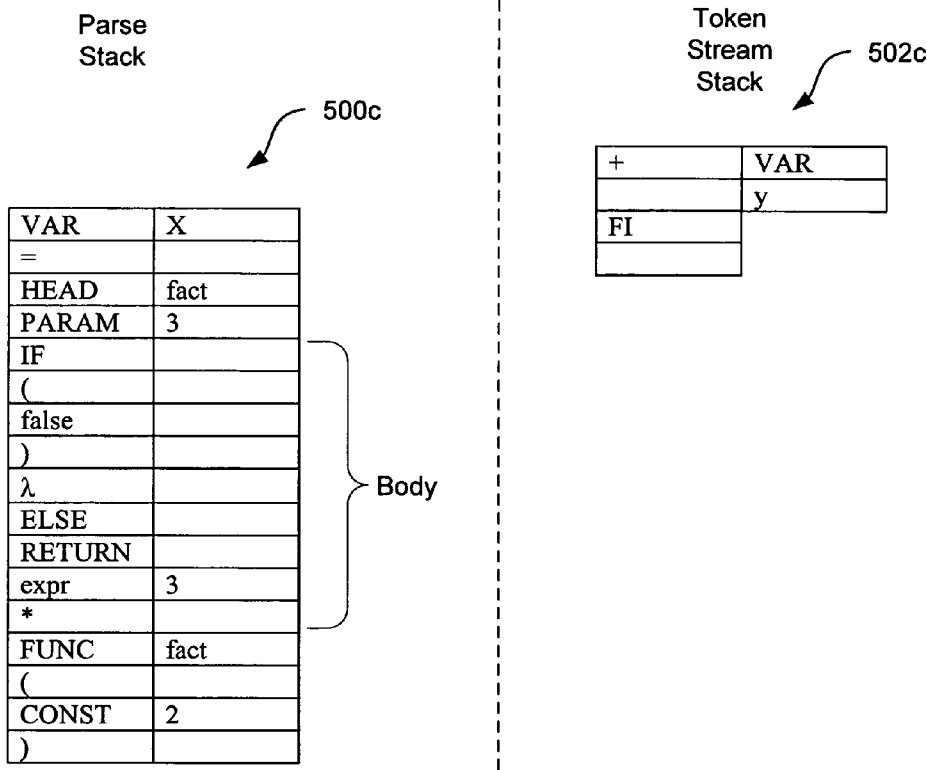 Parse
Stack
500c
VAR X
=
HEAD fact
PARAM 3
IF
(
false
)
λ
ELSE
RETURN
expr 3
*
FUNC fact
(
CONST 2
)
Body
Token
Stream
Stack
502c
+ VAR
y
FI